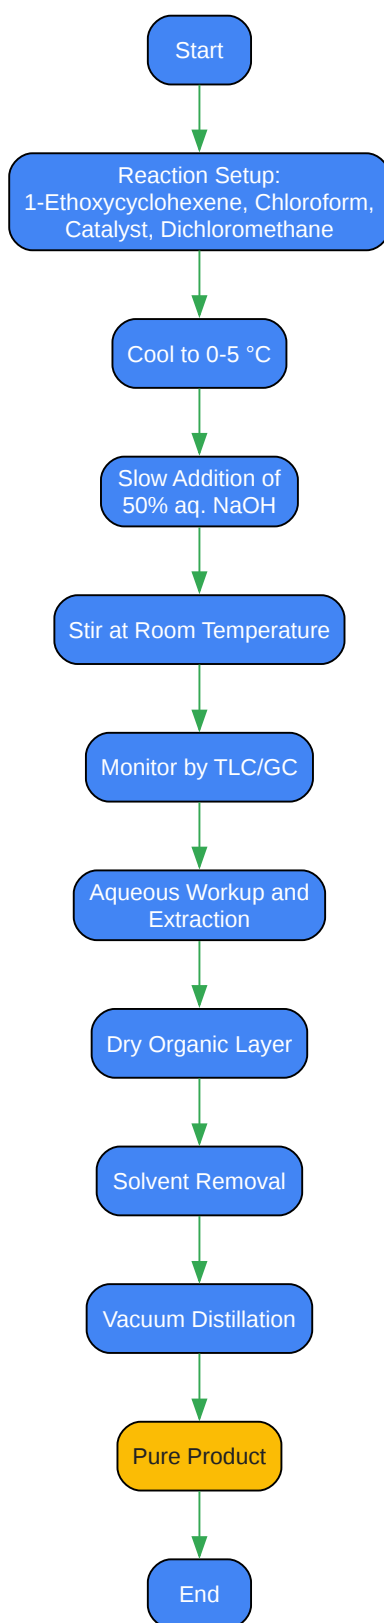 Start
Reaction Setup:
1-Ethoxycyclohexene, Chloroform,
Catalyst, Dichloromethane
Cool to 0-5 °C
Slow Addition of
50% aq. NaOH
Stir at Room Temperature
Monitor by TLC/GC
Aqueous Workup and
Extraction
Dry Organic Layer
Solvent Removal
Vacuum Distillation
Pure Product
End